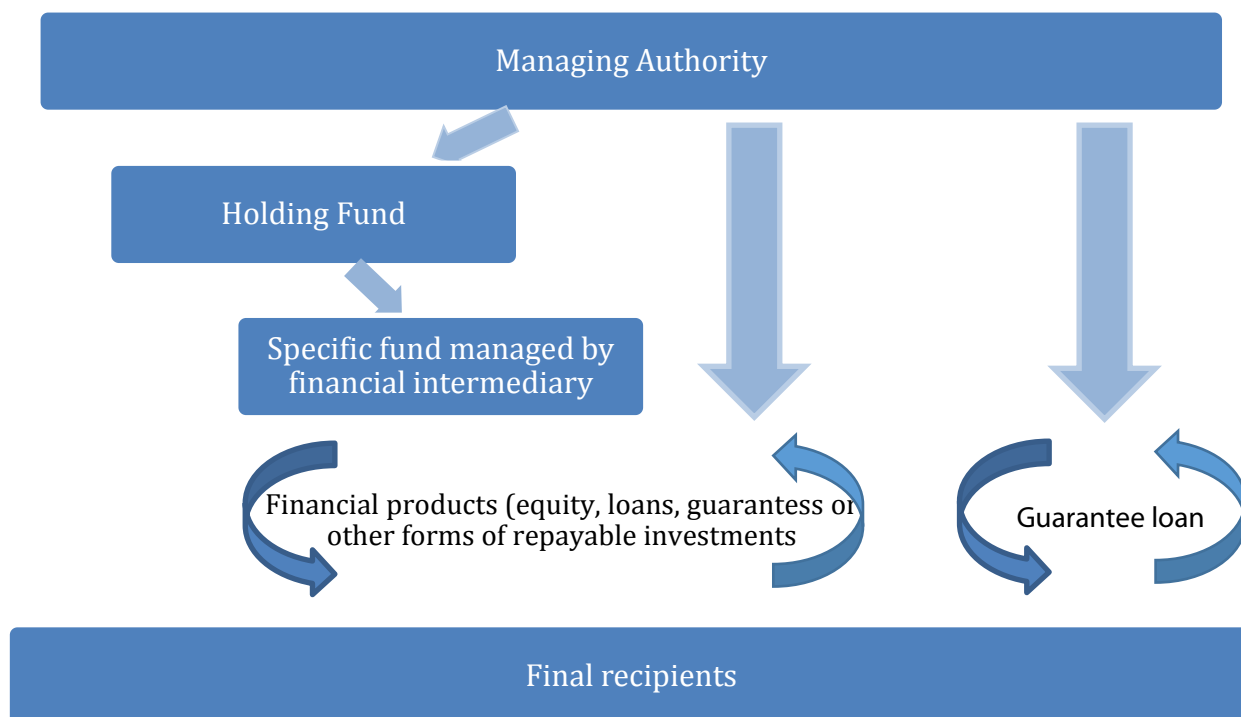 Managing Authority
Holding Fund
Specific fund managed by
financial intermediary
Financial products (equity, loans, guarantess or
other forms of repayable investments
Guarantee loan
Final recipients